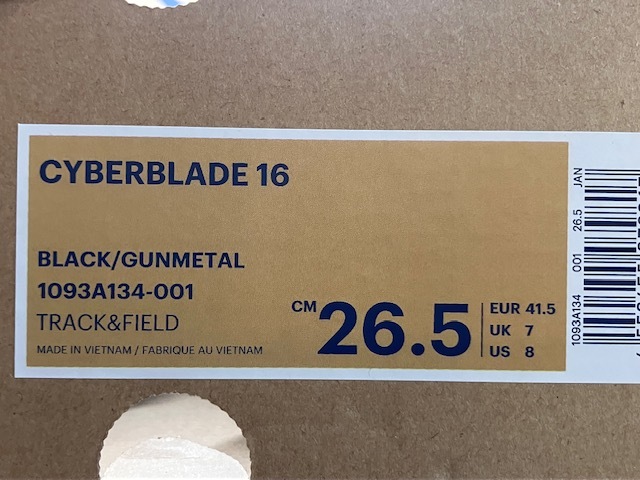 CYBERBLADE 16
BLACK/GUNMETAL
1093A134-001
TRACK&FIELD
MADE IN VIETNAM / FABRIQUE AU VIETNAM
CM 26.5
EUR 41.5
UK 7
US 8
1093A134 001 26.5 JAN